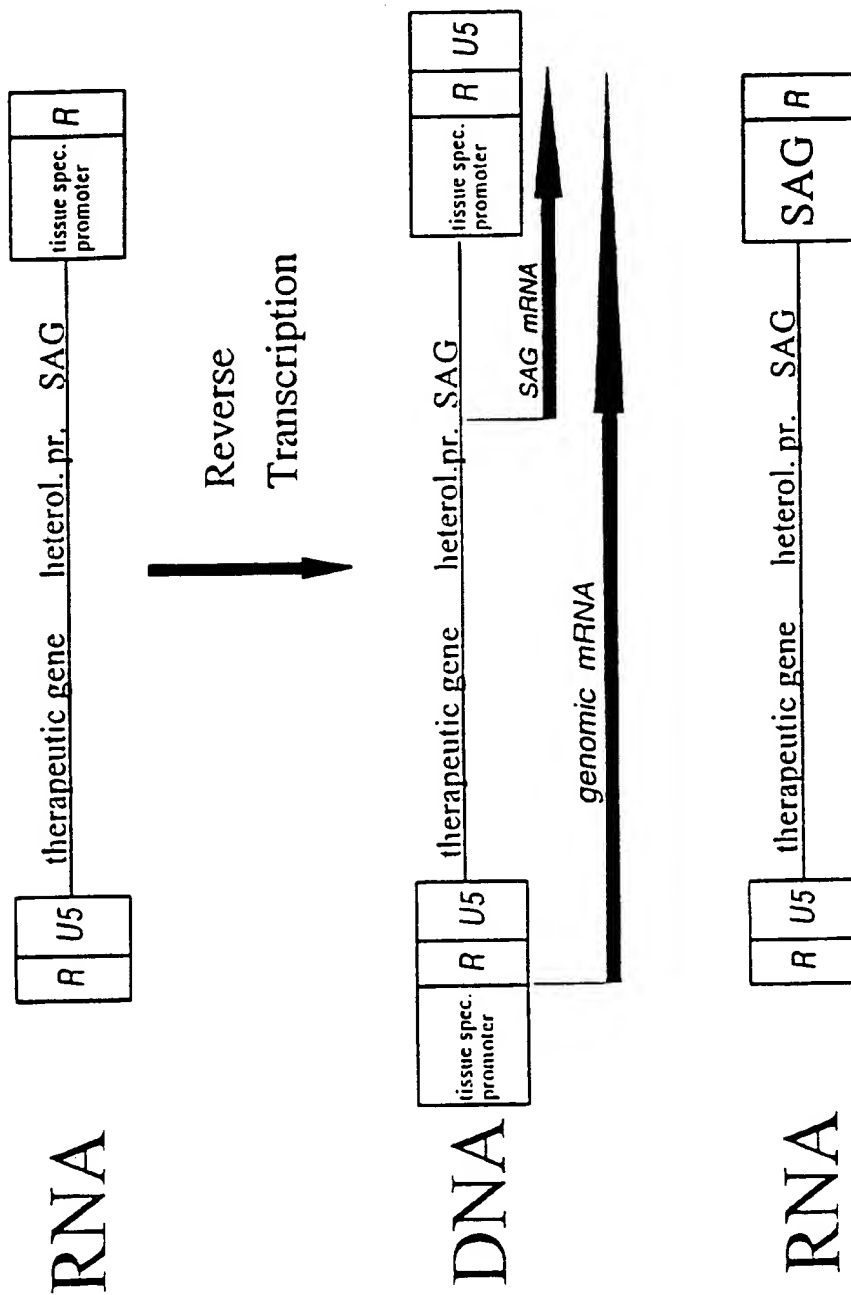 RNA
R U5 therapeutic gene heterol. pr. SAG tissue spec. R
promoter
Reverse
Transcription
DNA
tissue spec. R U5 therapeutic gene heterol.pr. SAG tissue spec. R U5
promoter promoter
SAG mRNA
genomic mRNA
RNA
R U5 therapeutic gene heterol. pr. SAG SAG R